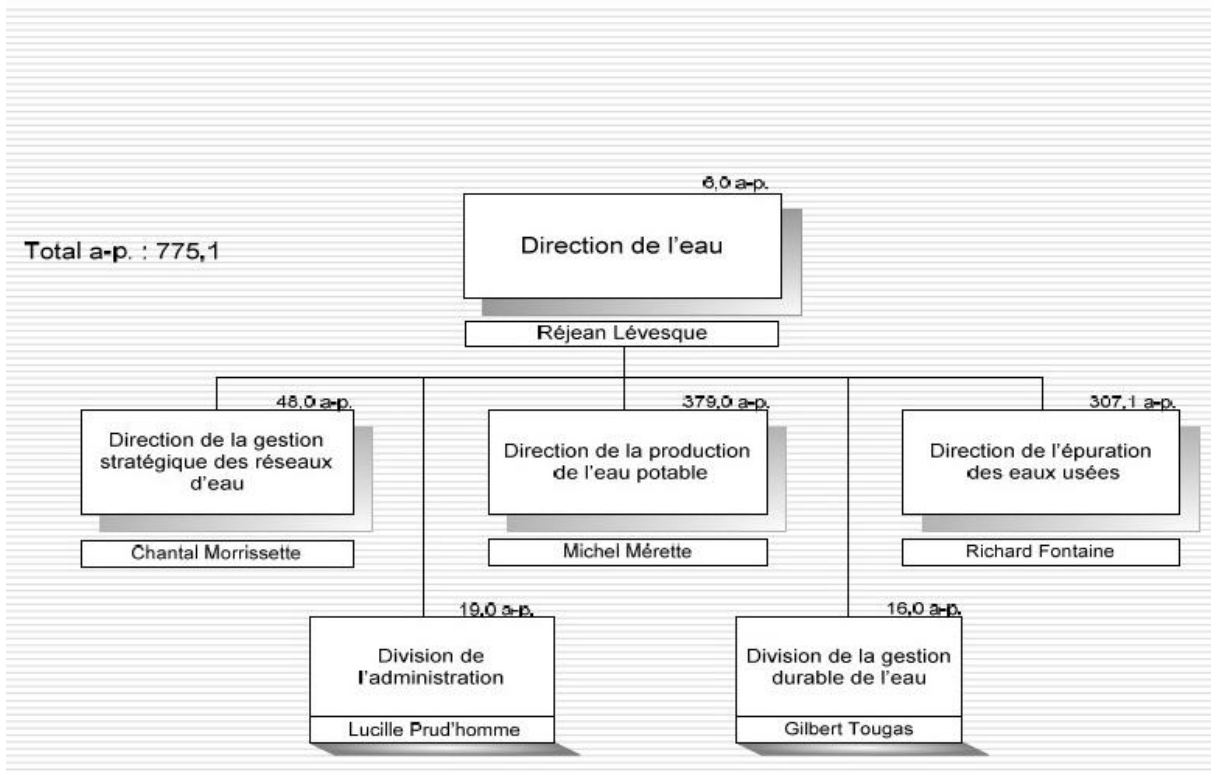 6,0 a-p.
Direction de l'eau
Total a-p. : 775,1
Réjean Lévesque
48,0 a-p.
Direction de la gestion
stratégique des réseaux
d'eau
Chantal Morrissette
379,0 a-p.
Direction de la production
de l'eau potable
Michel Mérette
307,1 a-p.
Direction de l'épuration
des eaux usées
Richard Fontaine
19,0 a-p.
Division de
l'administration
Lucille Prud'homme
16,0 a-p.
Division de la gestion
durable de l'eau
Gilbert Tougas